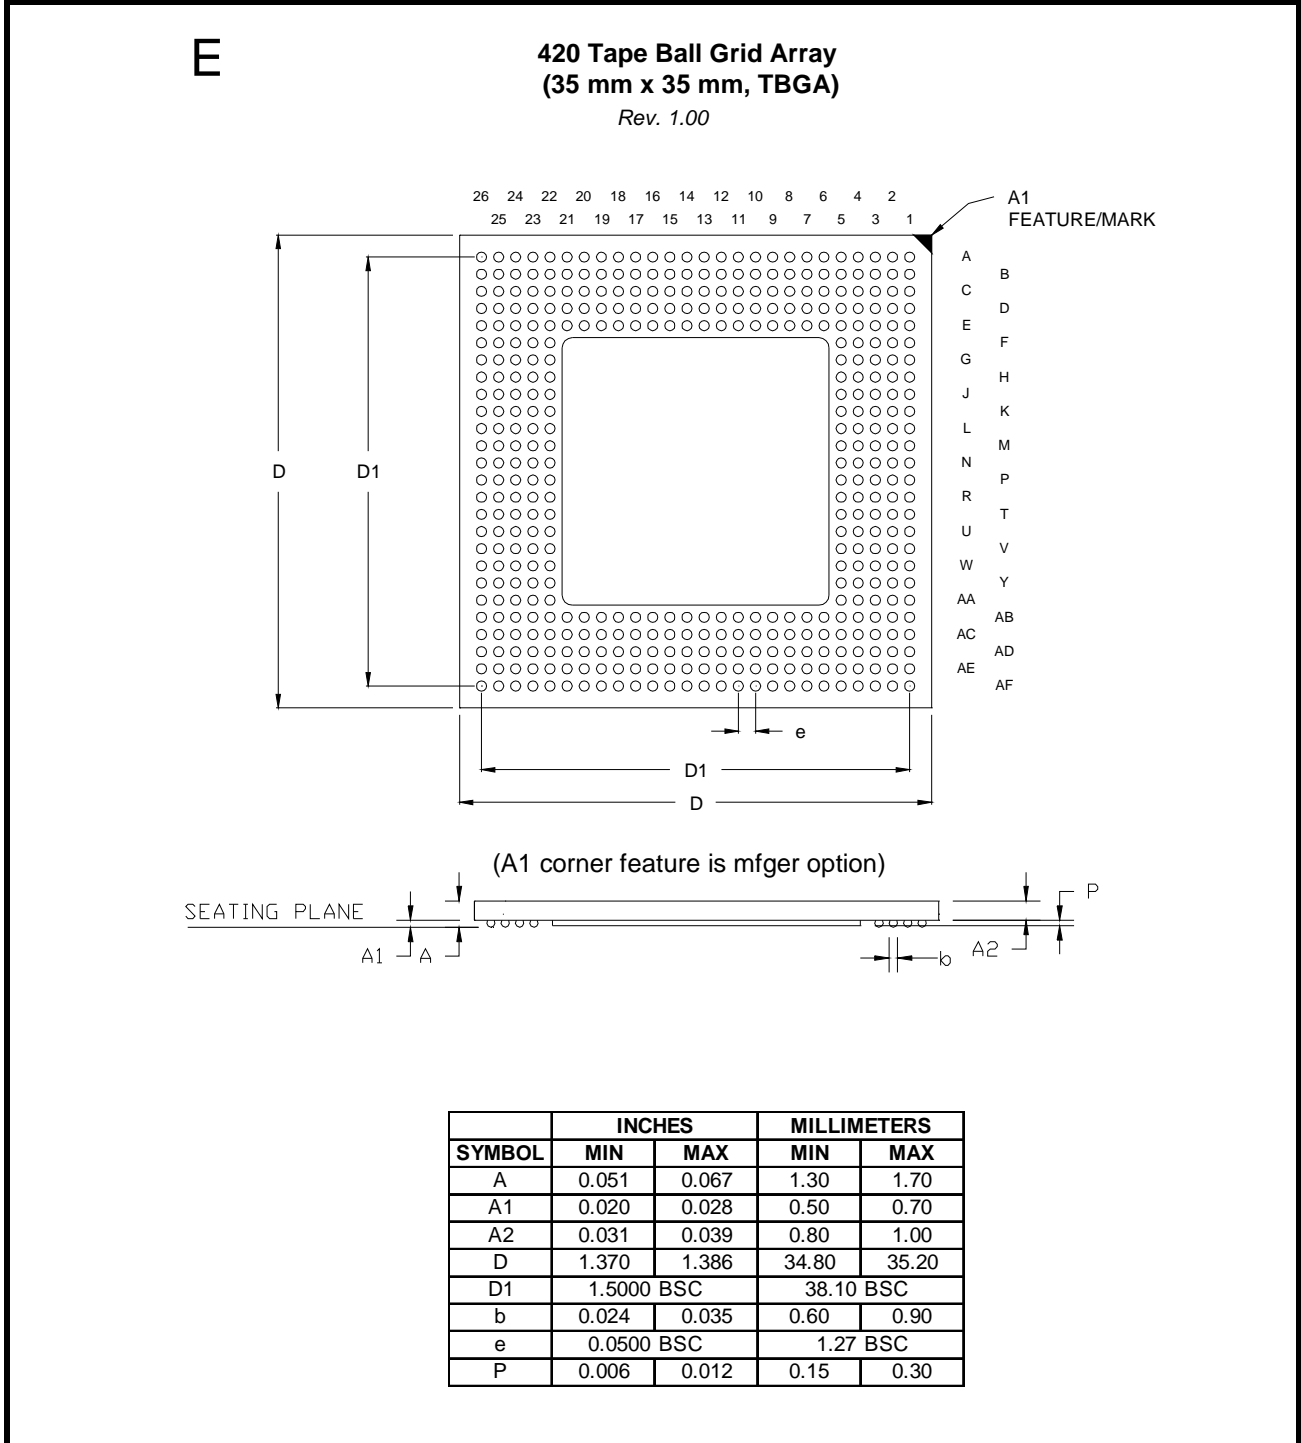 E
420 Tape Ball Grid Array
(35 mm x 35 mm, TBGA)
Rev. 1.00
26 24 22 20 18 16 14 12 10 8 6 4 2
25 23 21 19 17 15 13 11 9 7 5 3 1
A1
FEATURE/MARK
A
B
C
D
E
F
G
H
J
K
L
M
N
P
R
T
U
V
W
Y
AA
AB
AC
AD
AE
AF
D
D1
e
D1
D
(A1 corner feature is mfger option)
SEATING PLANE
P
A1
A
b
A2
INCHES MILLIMETERS
SYMBOL MIN MAX MIN MAX
A 0.051 0.067 1.30 1.70
A1 0.020 0.028 0.50 0.70
A2 0.031 0.039 0.80 1.00
D 1.370 1.386 34.80 35.20
D1 1.5000 BSC 38.10 BSC
b 0.024 0.035 0.60 0.90
e 0.0500 BSC 1.27 BSC
P 0.006 0.012 0.15 0.30